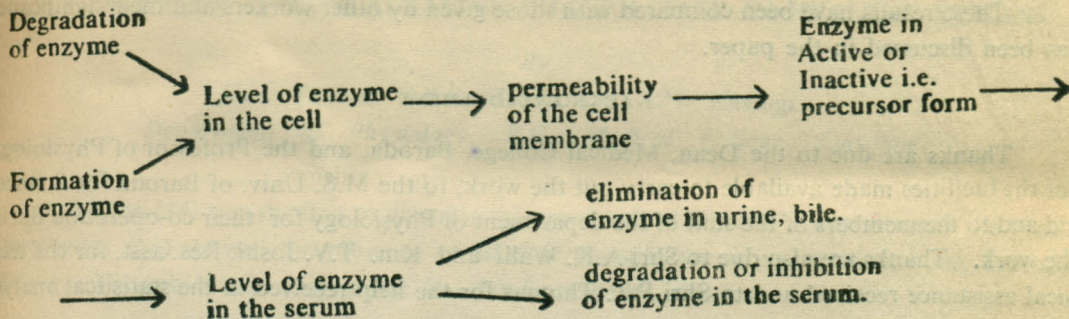 Degradation
of enzyme
Formation
of enzyme
Level of enzyme
in the cell
permeability
of the cell
membrane
Enzyme in
Active or
Inactive i.e.
precursor form
Level of enzyme
in the serum
elimination of
enzyme in urine, bile.
degradation or inhibition
of enzyme in the serum.